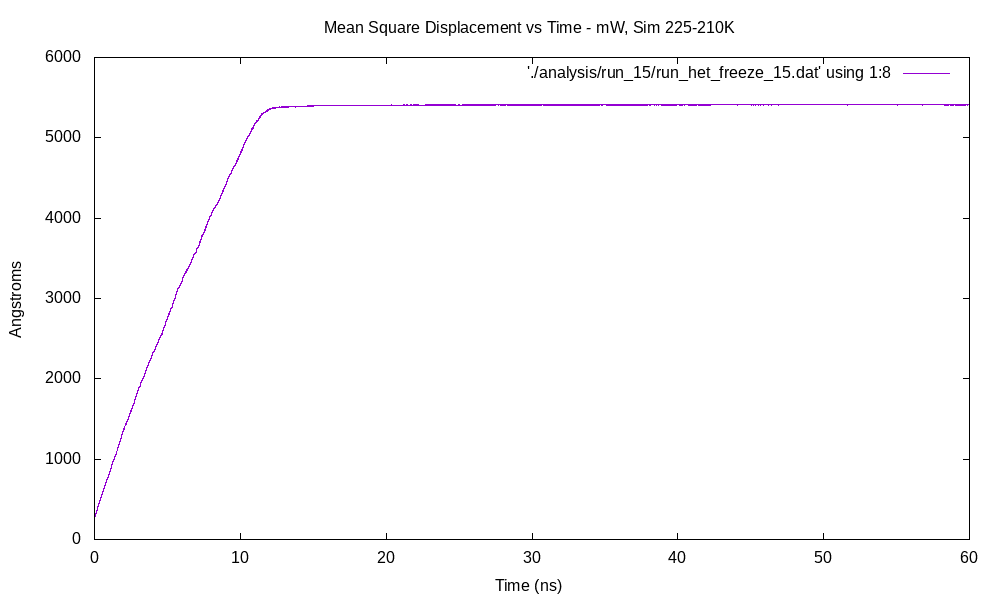 Mean Square Displacement vs Time - mW, Sim 225-210K
'./analysis/run_15/run_het_freeze_15.dat' using 1:8
6000
5000
4000
3000
2000
1000
0
Angstroms
0 10 20 30 40 50 60
Time (ns)